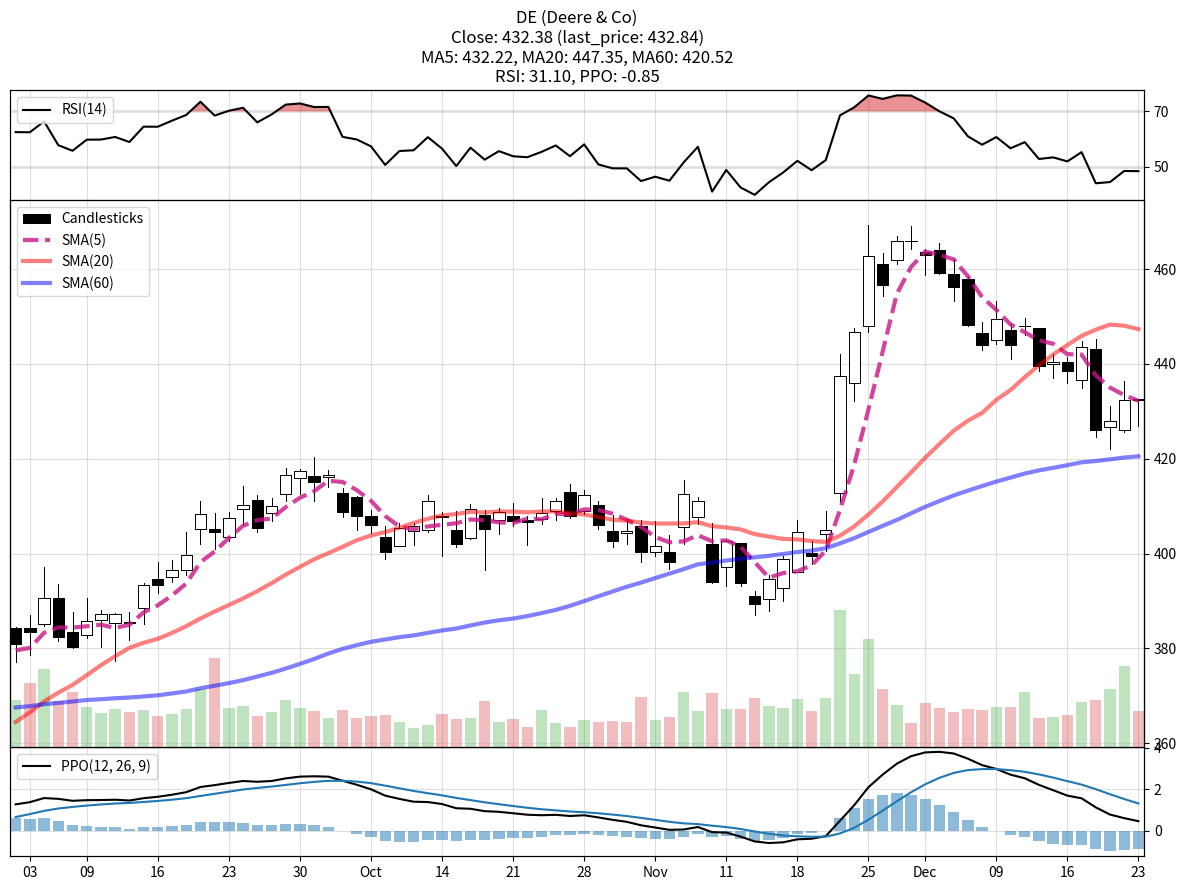 DE (Deere & Co)
Close: 432.38 (last_price: 432.84)
MA5: 432.22, MA20: 447.35, MA60: 420.52
RSI: 31.10, PPO: -0.85
RSI(14)
70
50
Candlesticks
SMA(5)
SMA(20)
SMA(60)
460
440
420
400
380
360
PPO(12, 26, 9)
4
2
0
03 09 16 23 30 Oct 14 21 28 Nov 11 18 25 Dec 09 16 23